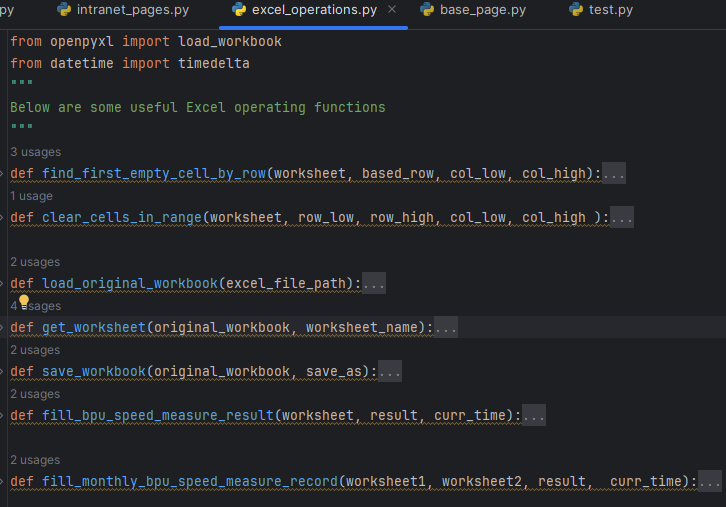 py intranet_pages.py excel_operations.py × base_page.py test.py
from openpyxl import load_workbook
from datetime import timedelta
"""
Below are some useful Excel operating functions
"""
3 usages
def find_first_empty_cell_by_row(worksheet, based_row, col_low, col_high):...
1 usage
def clear_cells_in_range(worksheet, row_low, row_high, col_low, col_high ):...
2 usages
def load_original_workbook(excel_file_path):...
4 usages
def get_worksheet(original_workbook, worksheet_name):...
2 usages
def save_workbook(original_workbook, save_as):...
2 usages
def fill_bpu_speed_measure_result(worksheet, result, curr_time):...
2 usages
def fill_monthly_bpu_speed_measure_record(worksheet1, worksheet2, result,  curr_time):...